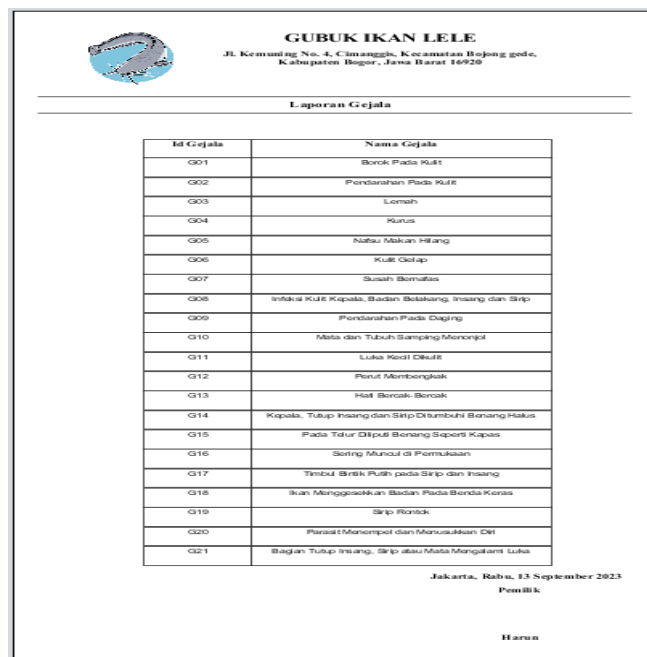 GUBUK IKAN LELE
Jl. Kemuning No. 4, Cimanggis, Kecamatan Bojong gede,
Kabupaten Bogor, Jawa Barat 16920
Laporan Gejala
Id Gejala Nama Gejala
G01 Borok Pada Kulit
G02 Pendarahan Pada Kulit
G03 Lemah
G04 Kurus
G05 Nafsu Makan Hilang
G06 Kulit Gelap
G07 Susah Bernafas
G08 Infeksi Kulit Kepala, Badan Belakang, Insang dan Sirip
G09 Pendarahan Pada Daging
G10 Mata dan Tubuh Samping Menonjol
G11 Luka Kecil Dikulit
G12 Perut Membengkak
G13 Hati Bercak-Bercak
G14 Kepala, Tutup Insang dan Sirip Ditumbuhi Benang Halus
G15 Pada Telur Diliputi Benang Seperti Kapas
G16 Sering Muncul di Permukaan
G17 Timbul Bintik Putih pada Sirip dan Insang
G18 Ikan Menggesekkan Badan Pada Benda Keras
G19 Sirip Rontok
G20 Parasit Menempel dan Menusukkan Diri
G21 Bagian Tutup Insang, Sirip atau Mata Mengalami Luka
Jakarta, Rabu, 13 September 2023
Pemilik
Harun